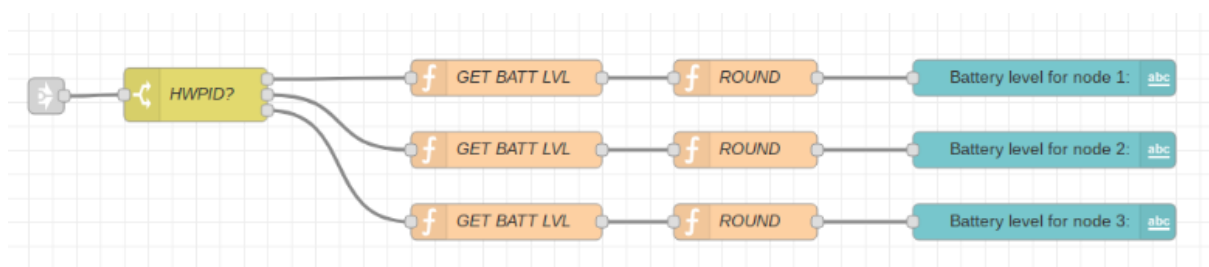 GET BATT LVL
ROUND
Battery level for node 1:
abc
HWPID?
GET BATT LVL
ROUND
Battery level for node 2:
abc
GET BATT LVL
ROUND
Battery level for node 3:
abc